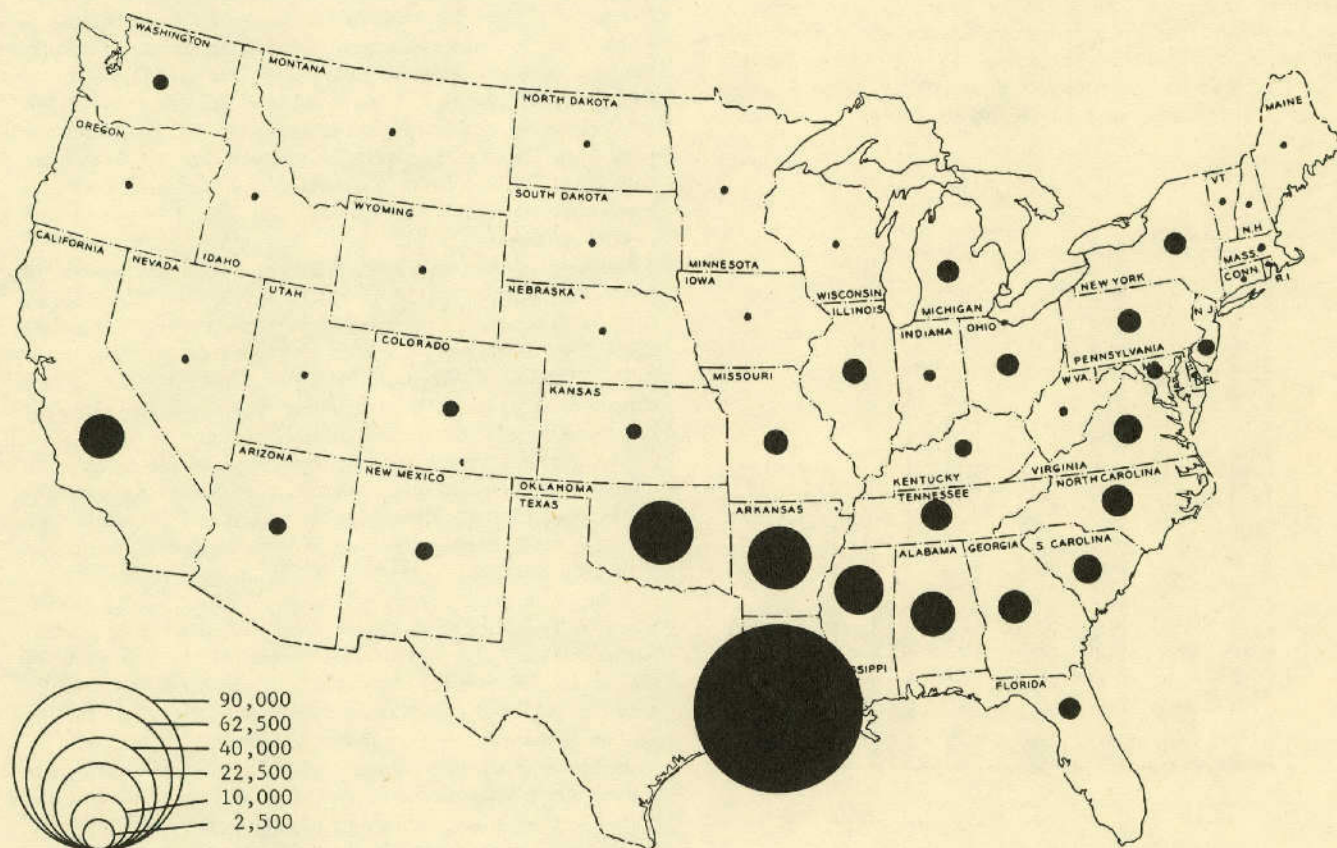 WASHINGTON
MONTANA
NORTH DAKOTA
MAINE
OREGON
VT
SOUTH DAKOTA
WYOMING
N.H
CALIFORNIA
NEVADA
IDAHO
MINNESOTA
MASS.
CONN.
R I
UTAH
NEBRASKA
IOWA
WISCONSIN
ILLINOIS
MICHIGAN
NEW YORK
INDIANA
OHIO
N J
COLORADO
PENNSYLVANIA
MISSOURI
W.VA.
DEL.
KANSAS
ARIZONA
NEW MEXICO
OKLAHOMA
TEXAS
KENTUCKY
TENNESSEE
VIRGINIA
NORTH CAROLINA
ARKANSAS
ALABAMA
GEORGIA
S. CAROLINA
SSIPPI
FLORIDA
90,000
62,500
40,000
22,500
10,000
2,500